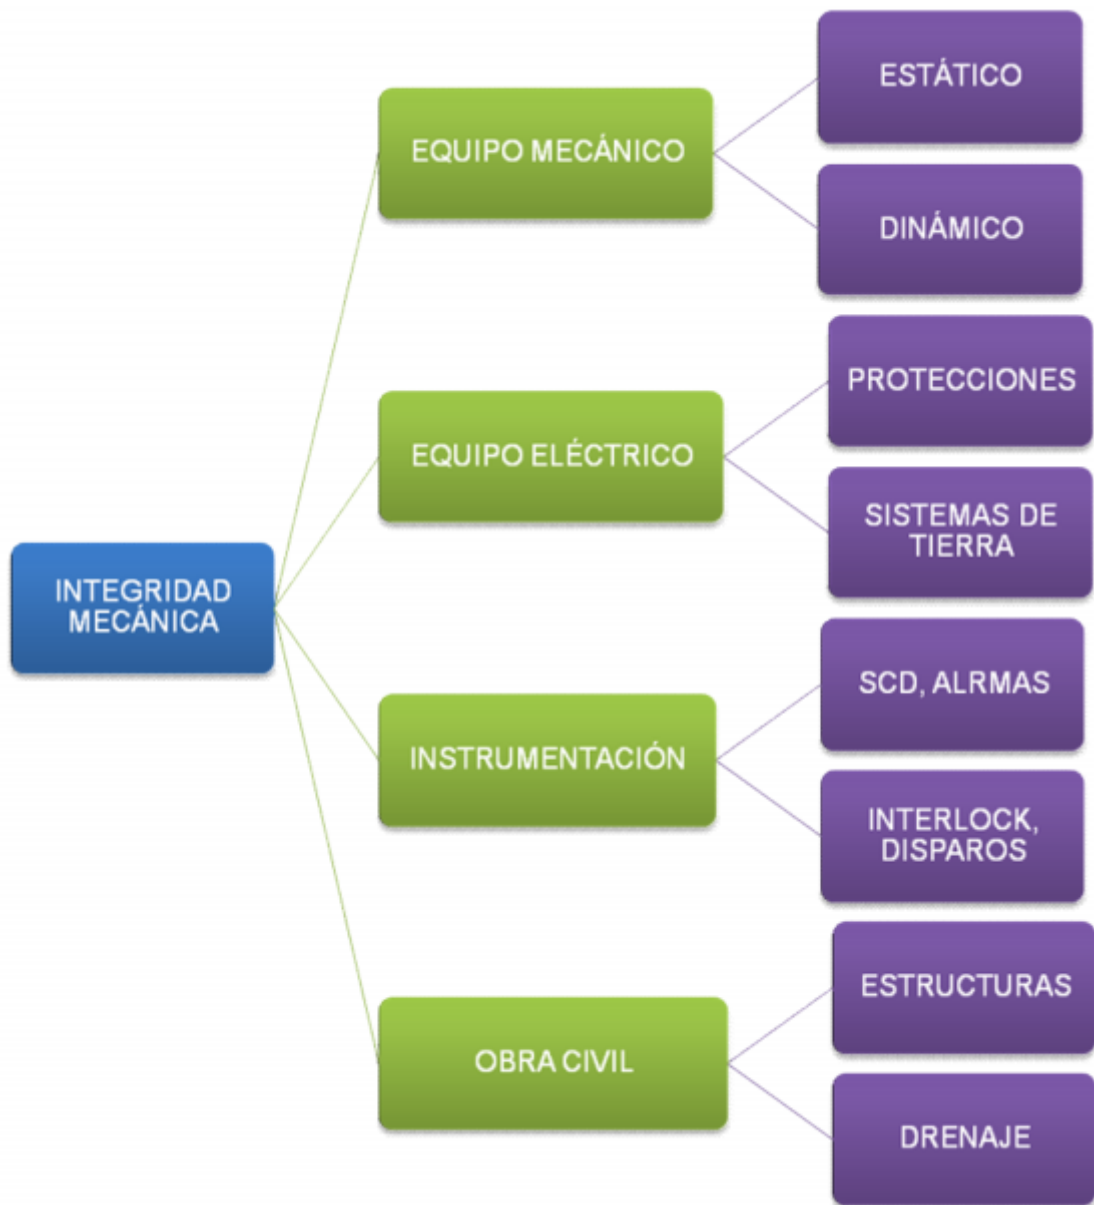 INTEGRIDAD
MECÁNICA
EQUIPO MECÁNICO
ESTÁTICO
DINÁMICO
EQUIPO ELÉCTRICO
PROTECCIONES
SISTEMAS DE
TIERRA
INSTRUMENTACIÓN
SCD, ALRMAS
INTERLOCK,
DISPAROS
OBRA CIVIL
ESTRUCTURAS
DRENAJE